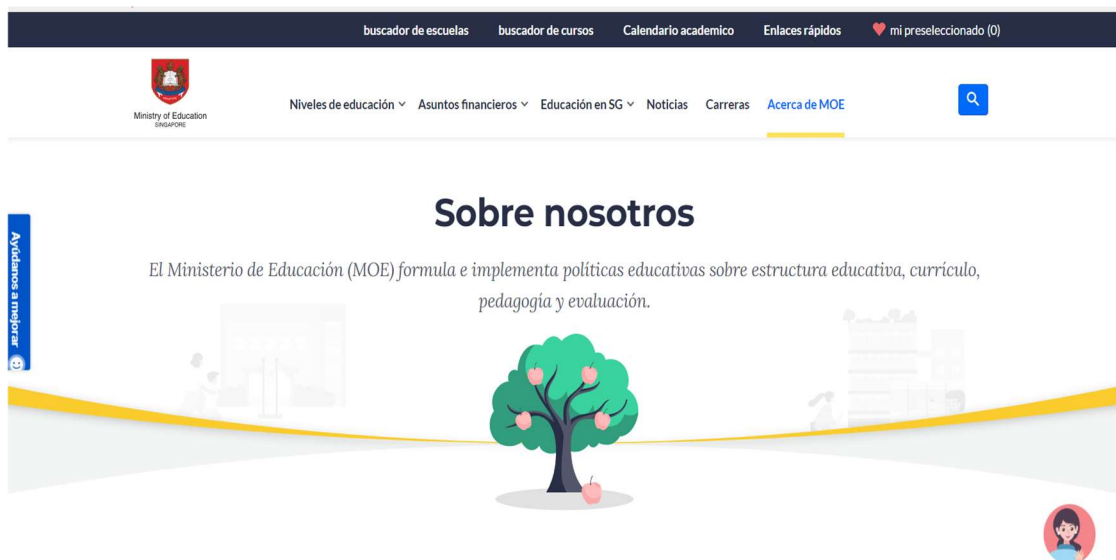 buscador de escuelas buscador de cursos Calendario academico Enlaces rápidos mi preseleccionado (0)
Ministry of Education
SINGAPORE
Niveles de educación Asuntos financieros Educación en SG Noticias Carreras Acerca de MOE
Sobre nosotros
El Ministerio de Educación (MOE) formula e implementa políticas educativas sobre estructura educativa, currículo,
pedagogía y evaluación.
Ayúdanos a mejorar